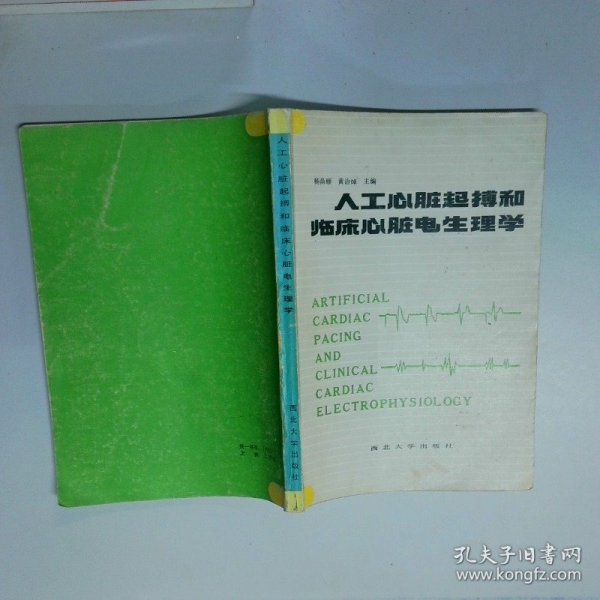 主编
人工心脏起搏和
临床心脏电生理学
ARTIFICIAL
CARDIAC
PACING
AND
CLINICAL
CARDIAC
ELECTROPHYSIOLOGY
西北大学出版社
人工心脏起搏和临床心脏电生理学
西北大学出版社
孔夫子旧书网
www.kongfz.com